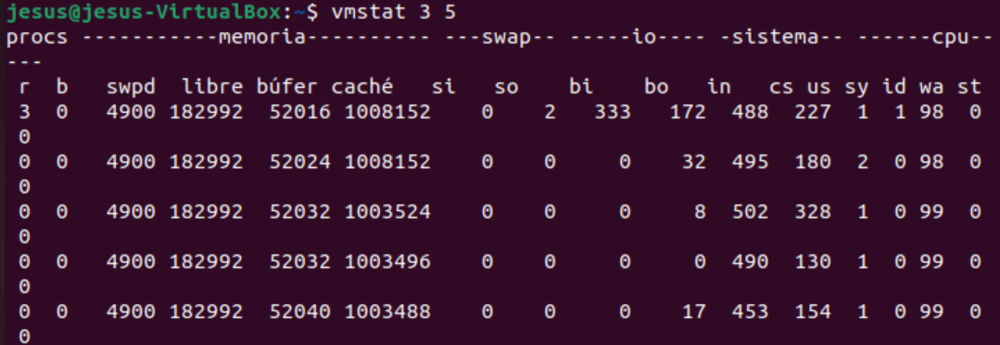 jesus@jesus-VirtualBox:~$ vmstat 3 5
procs -----------memoria---------- ---swap-- -----io---- -sistema-- ------cpu--
---
 r  b   swpd  libre búfer caché   si   so    bi    bo   in   cs us sy id wa st
 3  0   4900 182992  52016 1008152    0    2   333   172  488  227  1  1 98  0
 0
 0  0   4900 182992  52024 1008152    0    0     0    32  495  180  2  0 98  0
 0
 0  0   4900 182992  52032 1003524    0    0     0     8  502  328  1  0 99  0
 0
 0  0   4900 182992  52032 1003496    0    0     0     0  490  130  1  0 99  0
 0
 0  0   4900 182992  52040 1003488    0    0     0    17  453  154  1  0 99  0
 0